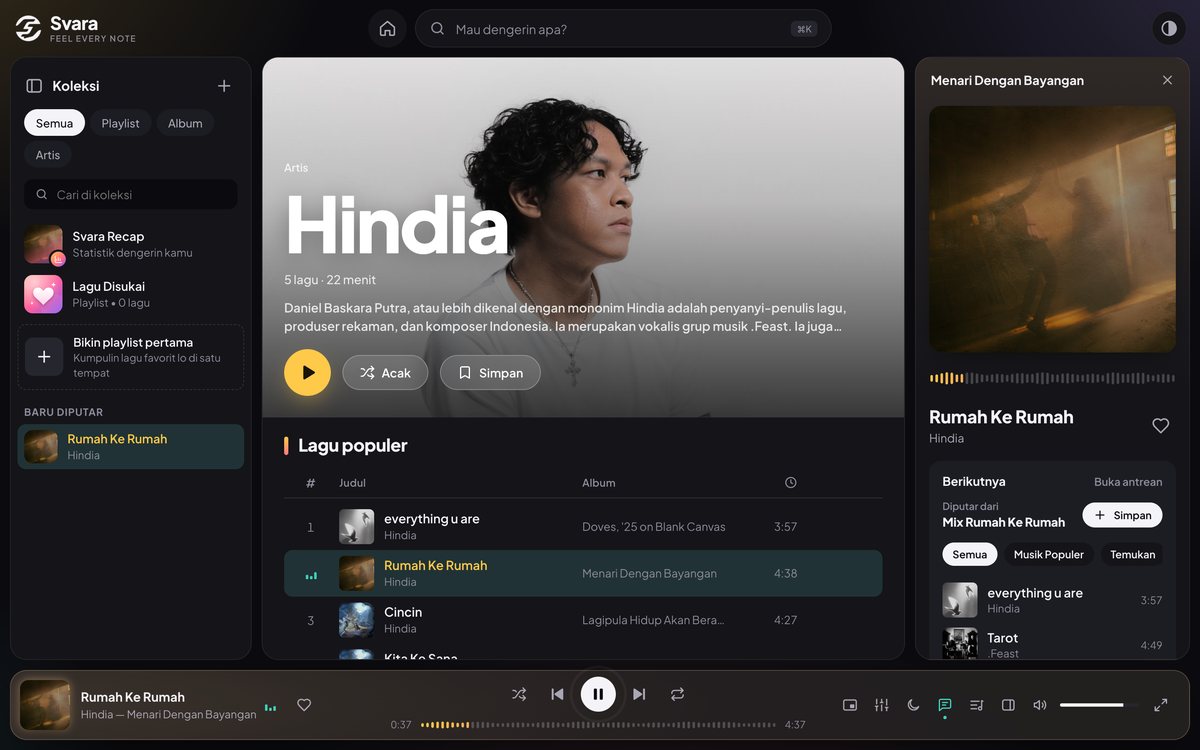 Svara
FEEL EVERY NOTE
Mau dengerin apa?
⌘K
Koleksi
Semua
Playlist
Album
Artis
Cari di koleksi
Svara Recap
Statistik dengerin kamu
Lagu Disukai
Playlist • 0 lagu
Bikin playlist pertama
Kumpulin lagu favorit lo di satu
tempat
BARU DIPUTAR
Rumah Ke Rumah
Hindia
Artis
Hindia
5 lagu · 22 menit
Daniel Baskara Putra, atau lebih dikenal dengan mononim Hindia adalah penyanyi-penulis lagu,
produser rekaman, dan komposer Indonesia. Ia merupakan vokalis grup musik .Feast. Ia juga...
Acak
Simpan
Lagu populer
# Judul Album
1 everything u are Doves, '25 on Blank Canvas 3:57
Hindia
Rumah Ke Rumah Menari Dengan Bayangan 4:38
Hindia
3 Cincin Lagipula Hidup Akan Bera... 4:27
Hindia
Kita Ke Sana
Menari Dengan Bayangan
Rumah Ke Rumah
Hindia
Berikutnya
Buka antrean
Diputar dari
Mix Rumah Ke Rumah
Simpan
Semua
Musik Populer
Temukan
everything u are 3:57
Hindia
Tarot 4:49
.Feast
Rumah Ke Rumah
Hindia — Menari Dengan Bayangan
0:37
4:37